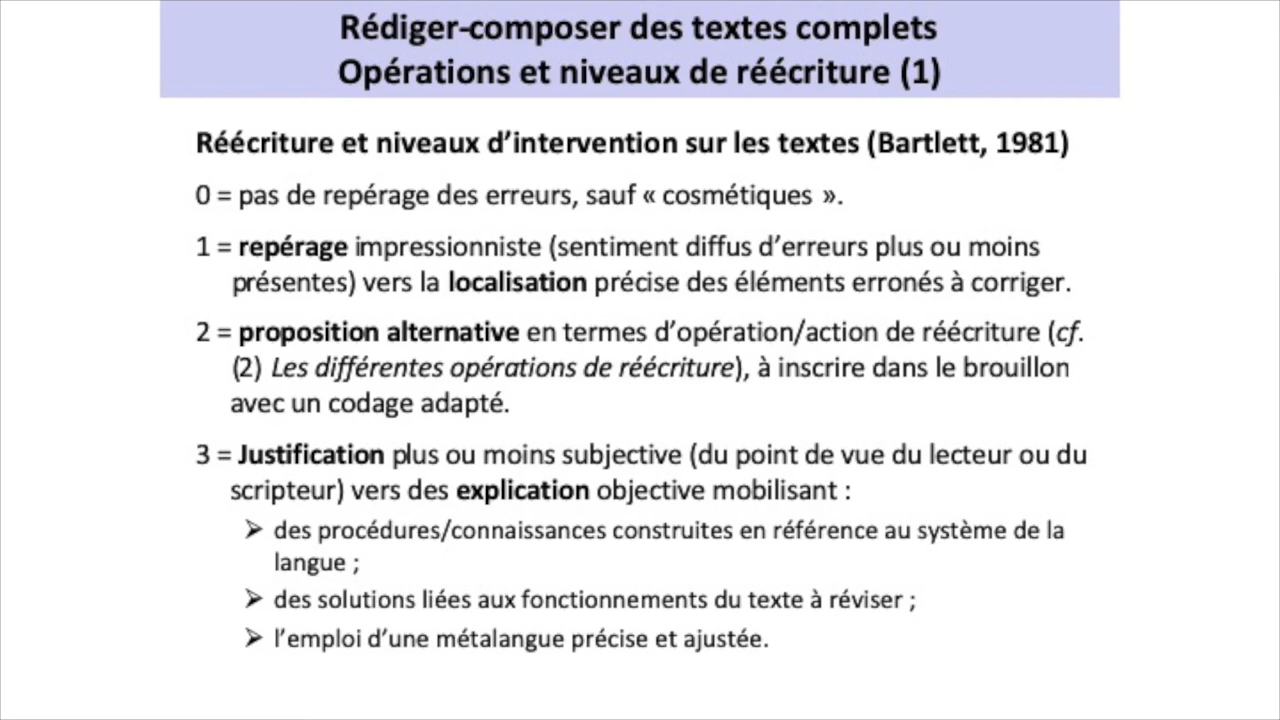 Rédiger-composer des textes complets
Opérations et niveaux de réécriture (1)
Réécriture et niveaux d’intervention sur les textes (Bartlett, 1981)
0 = pas de repérage des erreurs, sauf « cosmétiques ».
1 = repérage impressionniste (sentiment diffus d’erreurs plus ou moins
présentes) vers la localisation précise des éléments erronés à corriger.
2 = proposition alternative en termes d’opération/action de réécriture (cf.
(2) Les différentes opérations de réécriture), à inscrire dans le brouillon
avec un codage adapté.
3 = Justification plus ou moins subjective (du point de vue du lecteur ou du
scripteur) vers des explication objective mobilisant :
➢ des procédures/connaissances construites en référence au système de la
langue ;
➢ des solutions liées aux fonctionnements du texte à réviser ;
➢ l’emploi d’une métalangue précise et ajustée.